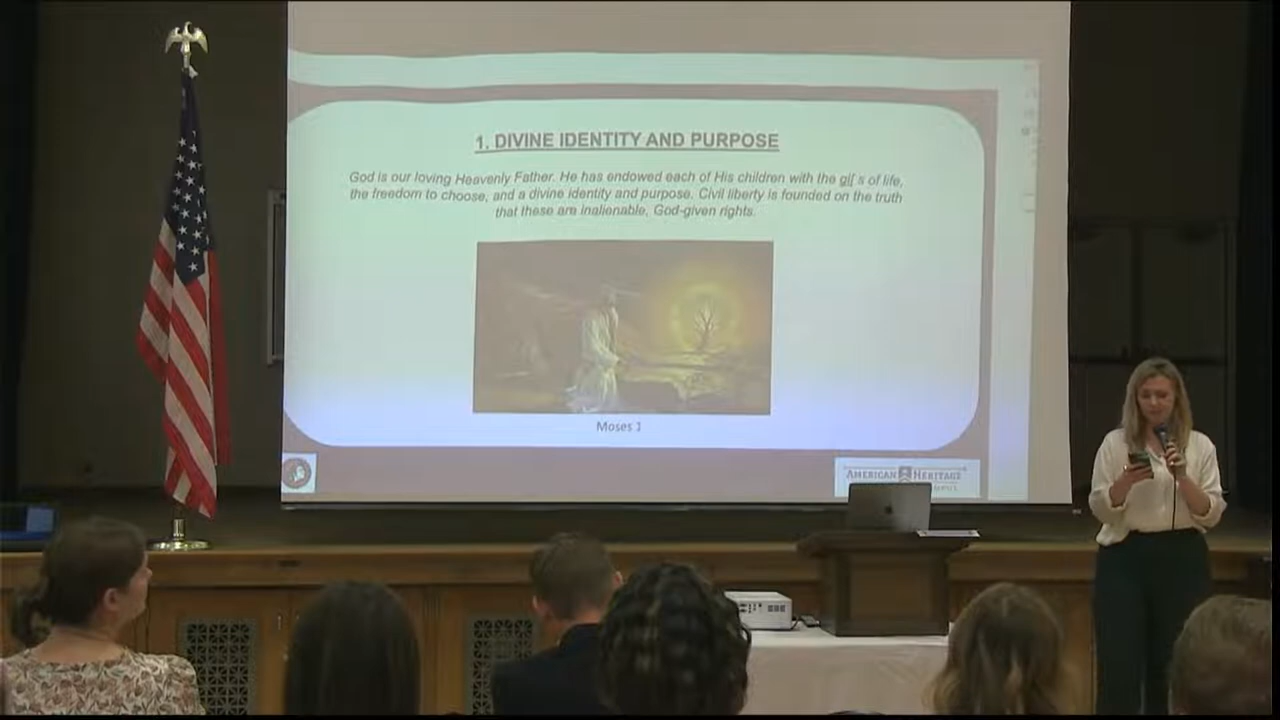 1. DIVINE IDENTITY AND PURPOSE
God is our loving Heavenly Father. He has endowed each of His children with the gif s of life,
the freedom to choose, and a divine identity and purpose. Civil liberty is founded on the truth
that these are inalienable, God-given rights.
Moses 1
AMERICAN HERITAGE